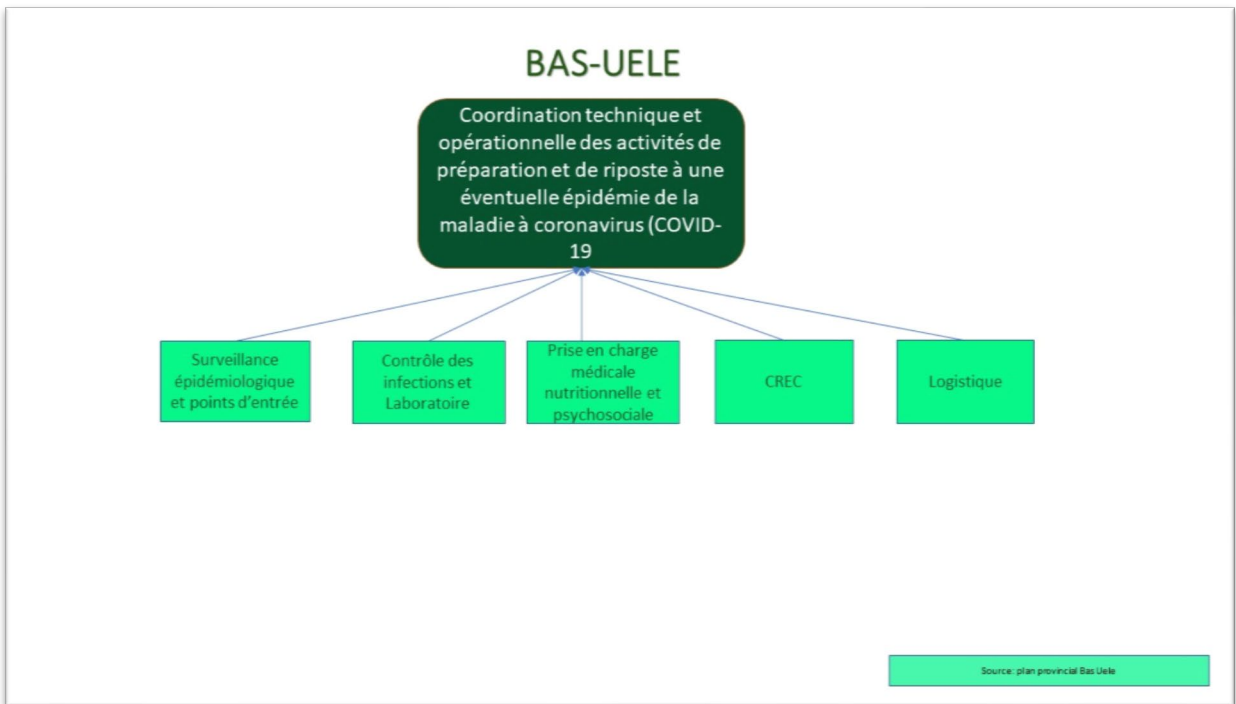 BAS-UELE
Coordination technique et
opérationnelle des activités de
préparation et de riposte à une
éventuelle épidémie de la
maladie à coronavirus (COVID-
19
Surveillance
épidémiologique
et points d'entrée
Contrôle des
infections et
Laboratoire
Prise en charge
médicale
nutritionnelle et
psychosociale
CREC
Logistique
Source: plan provincial Bas Uele